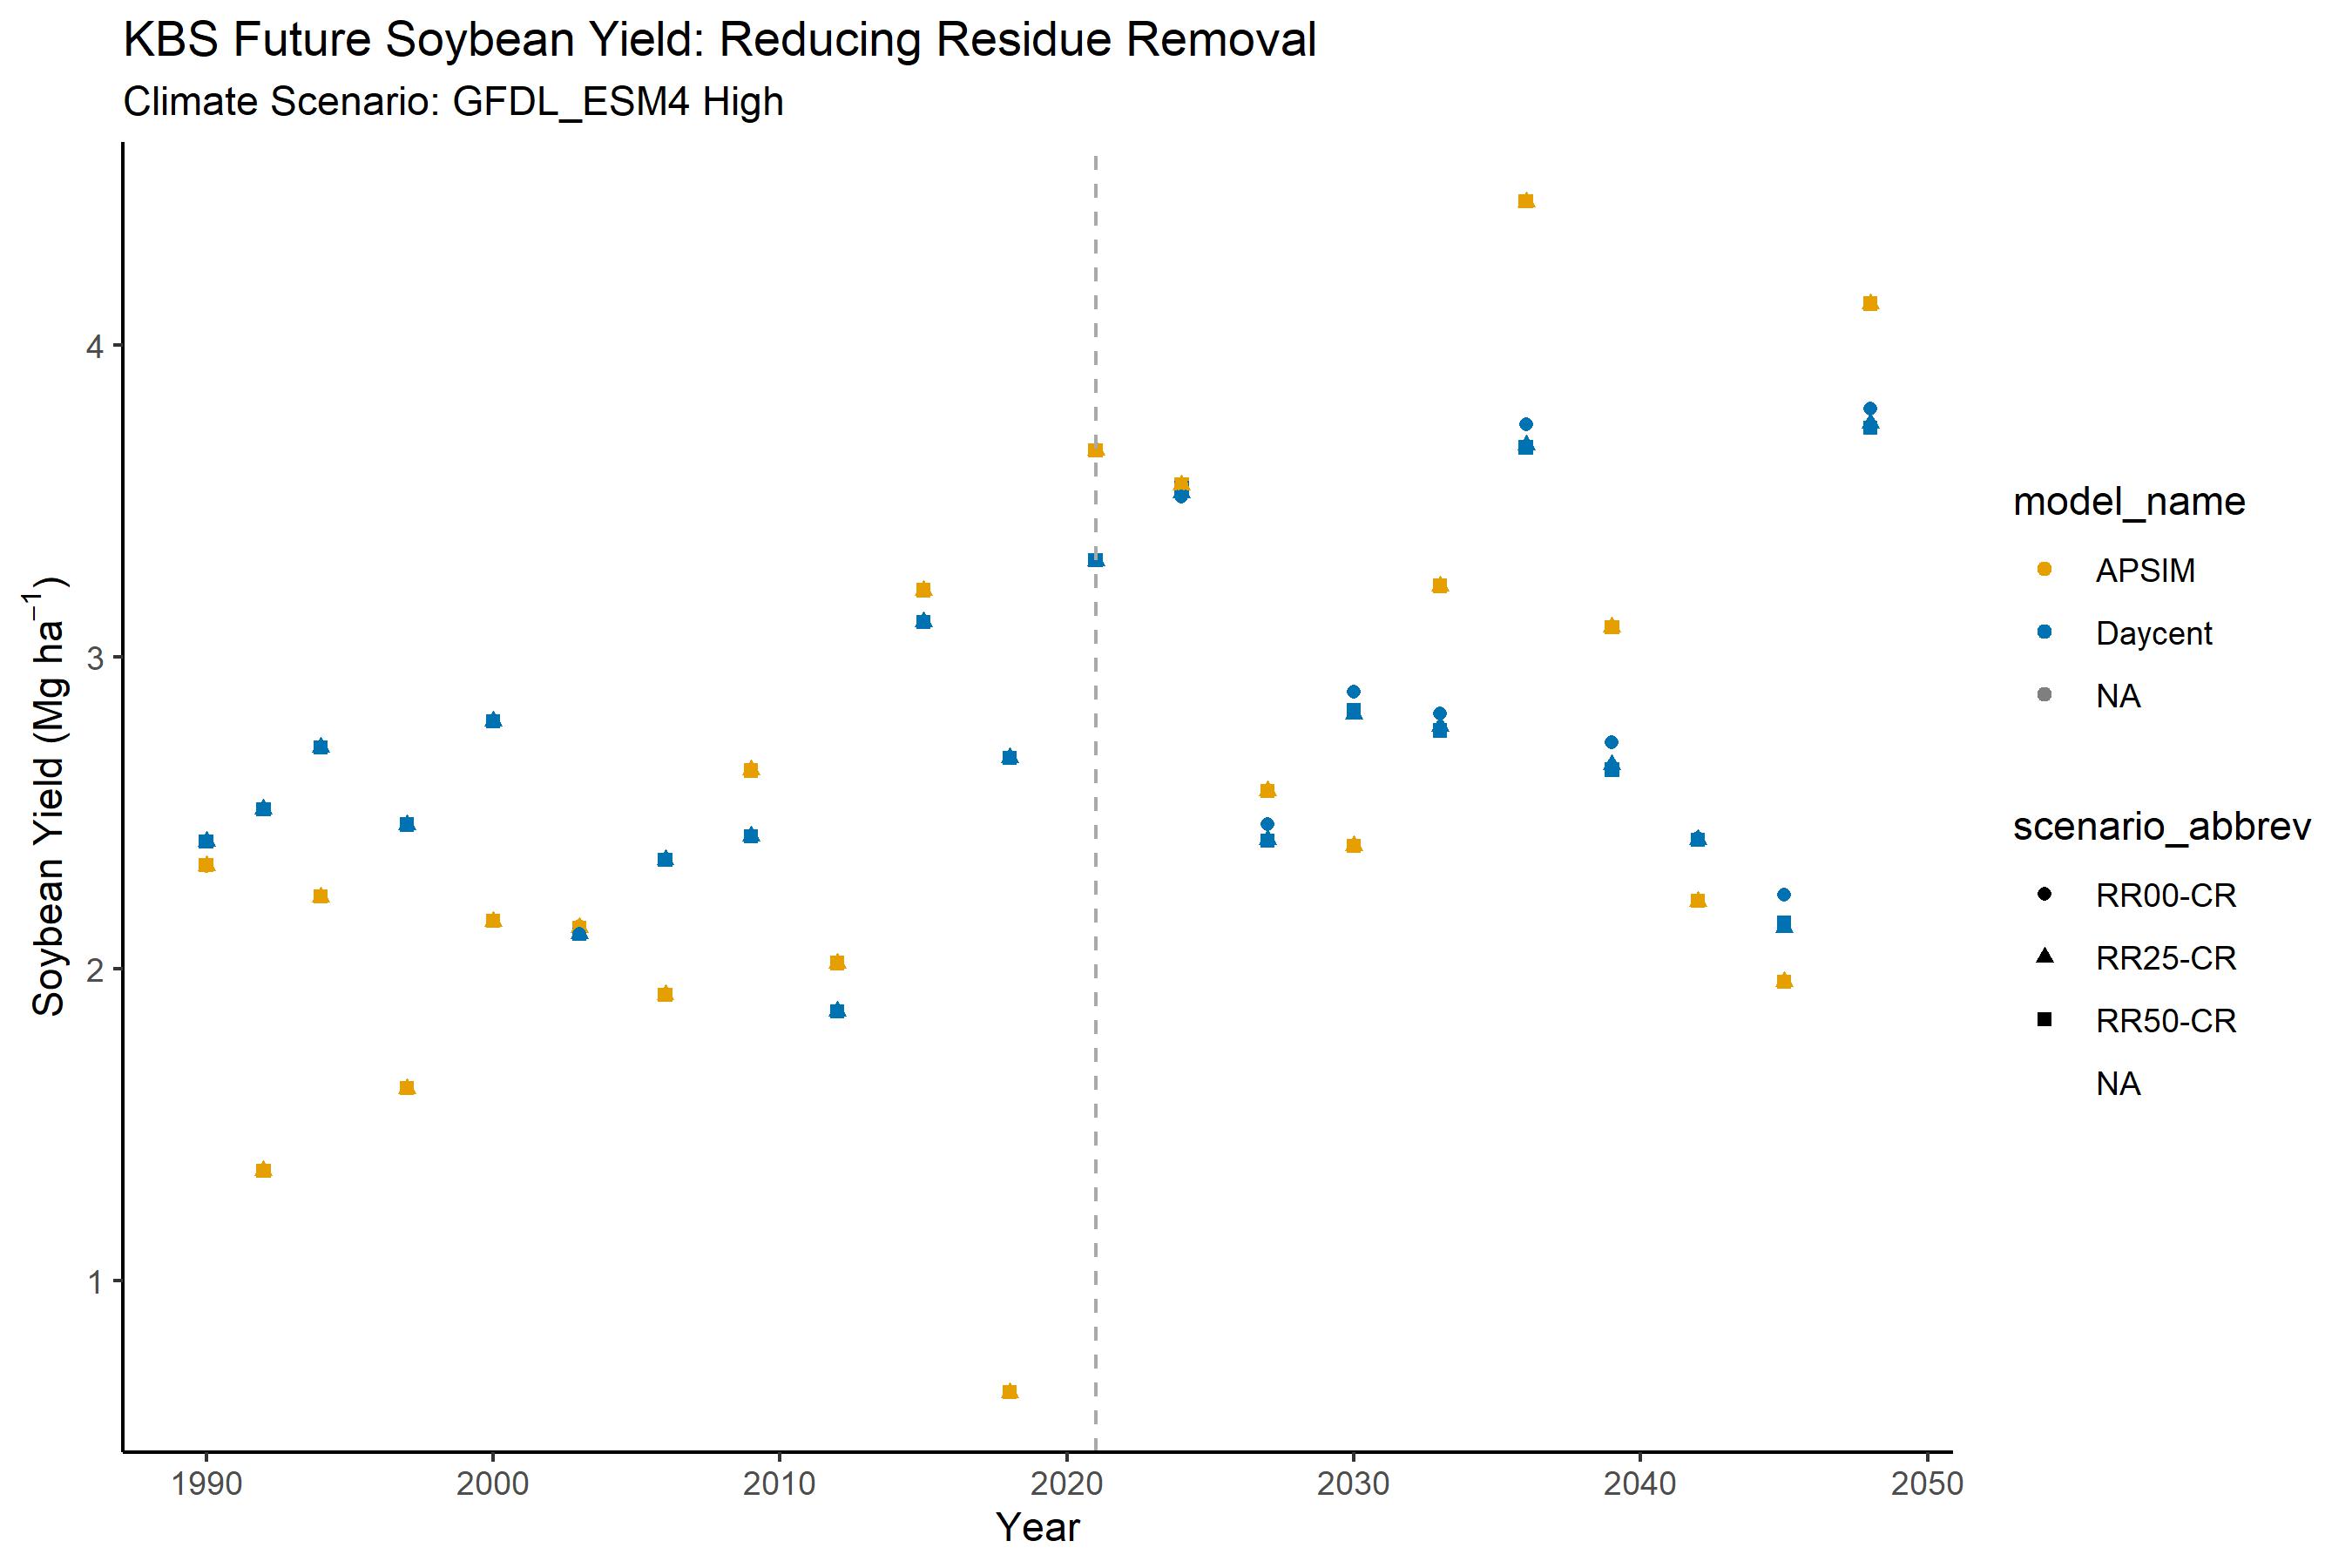 KBS Future Soybean Yield: Reducing Residue Removal
Climate Scenario: GFDL_ESM4 High
Soybean Yield (Mg ha⁻¹)
4
3
2
1
1990
2000
2010
2020
2030
2040
2050
Year
model_name
APSIM
Daycent
NA
scenario_abbrev
RR00-CR
RR25-CR
RR50-CR
NA